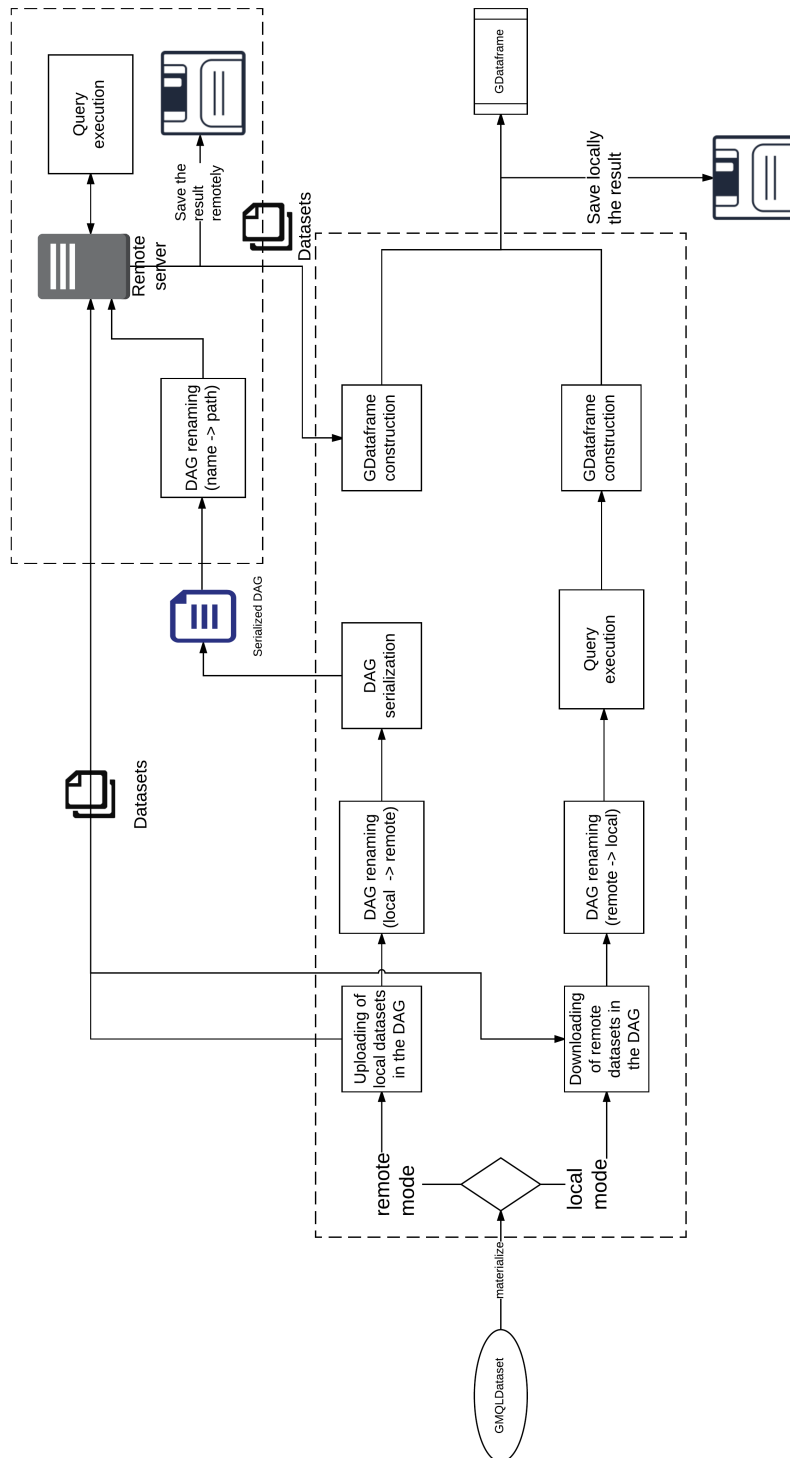 GMQLDataset
materialize
remote
mode
local
mode
Uploading of
local datasets
in the DAG
Downloading
of remote
datasets in
the DAG
DAG renaming
(local -> remote)
DAG renaming
(remote -> local)
Datasets
DAG
serialization
Query
execution
Serialized DAG
DAG renaming
(name -> path)
GDataframe
construction
GDataframe
construction
Remote
server
Datasets
Save the
result
remotely
Query
execution
Save locally
the result
GDataframe